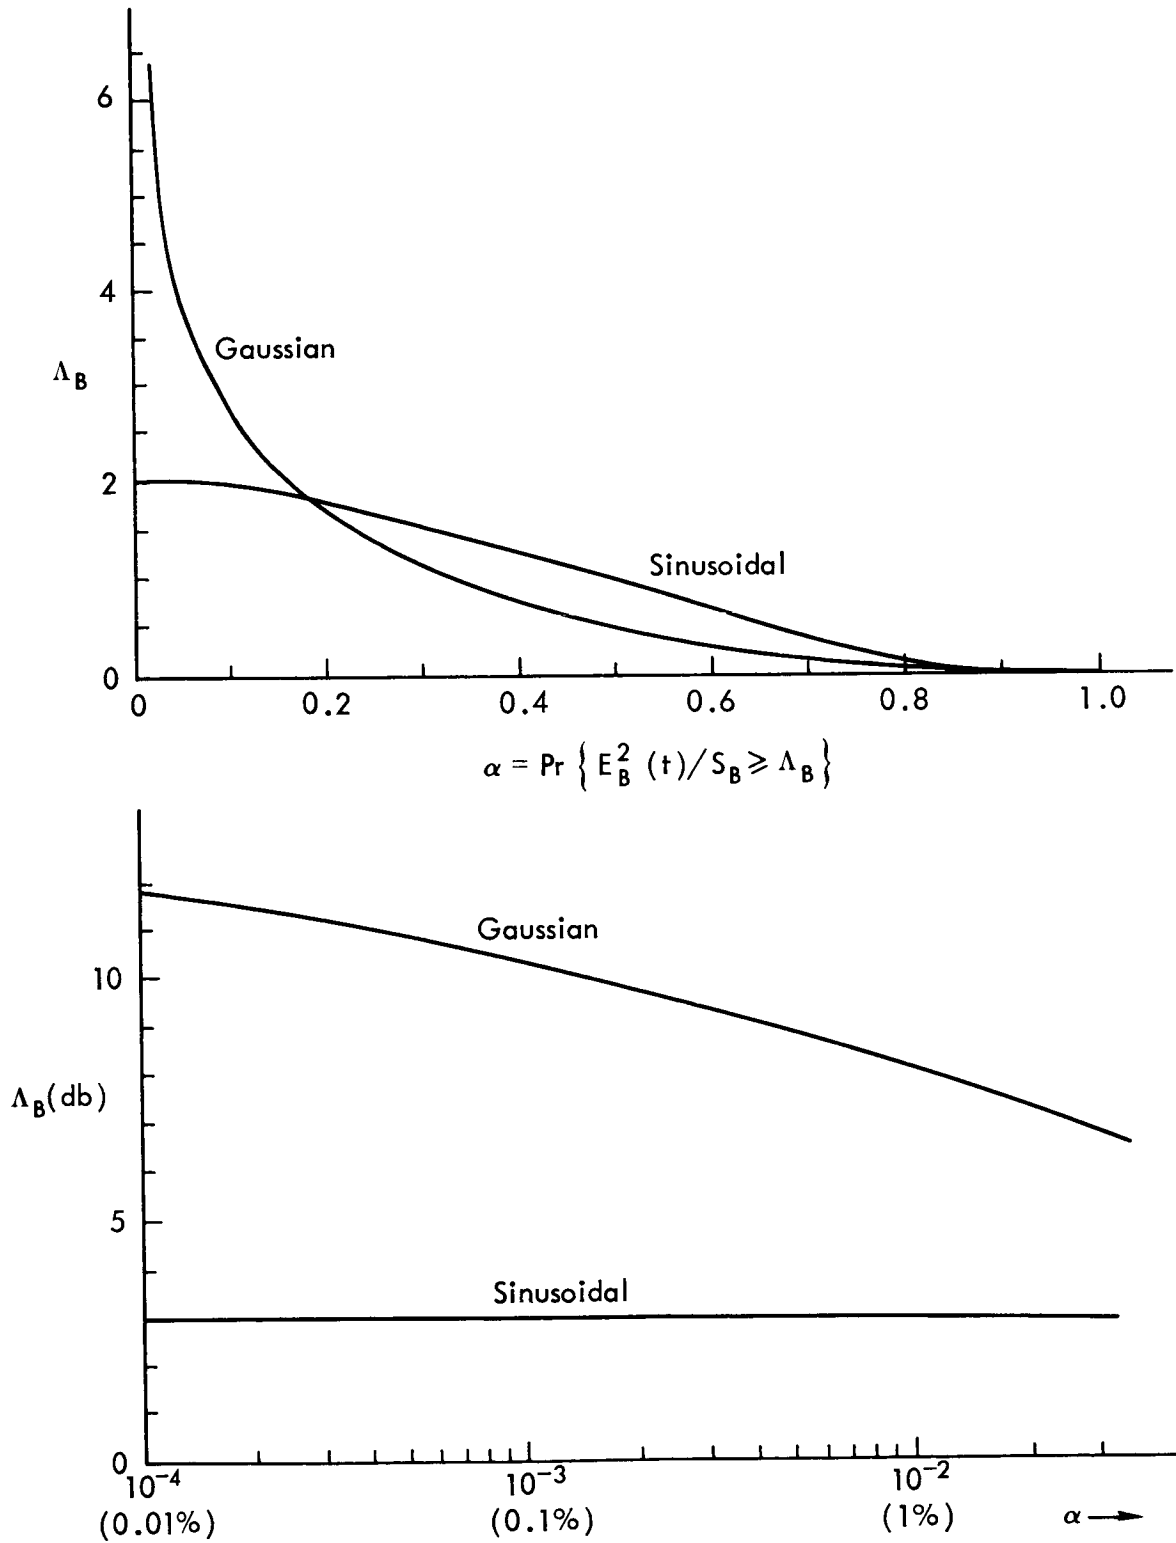 6
4
Gaussian
Λ_B
2
Sinusoidal
0
0 0.2 0.4 0.6 0.8 1.0
α = Pr { E_B^2 (t)/S_B ⩾ Λ_B }
Gaussian
10
Λ_B(db)
5
Sinusoidal
0
10^-4 10^-3 10^-2
(0.01%) (0.1%) (1%) α →